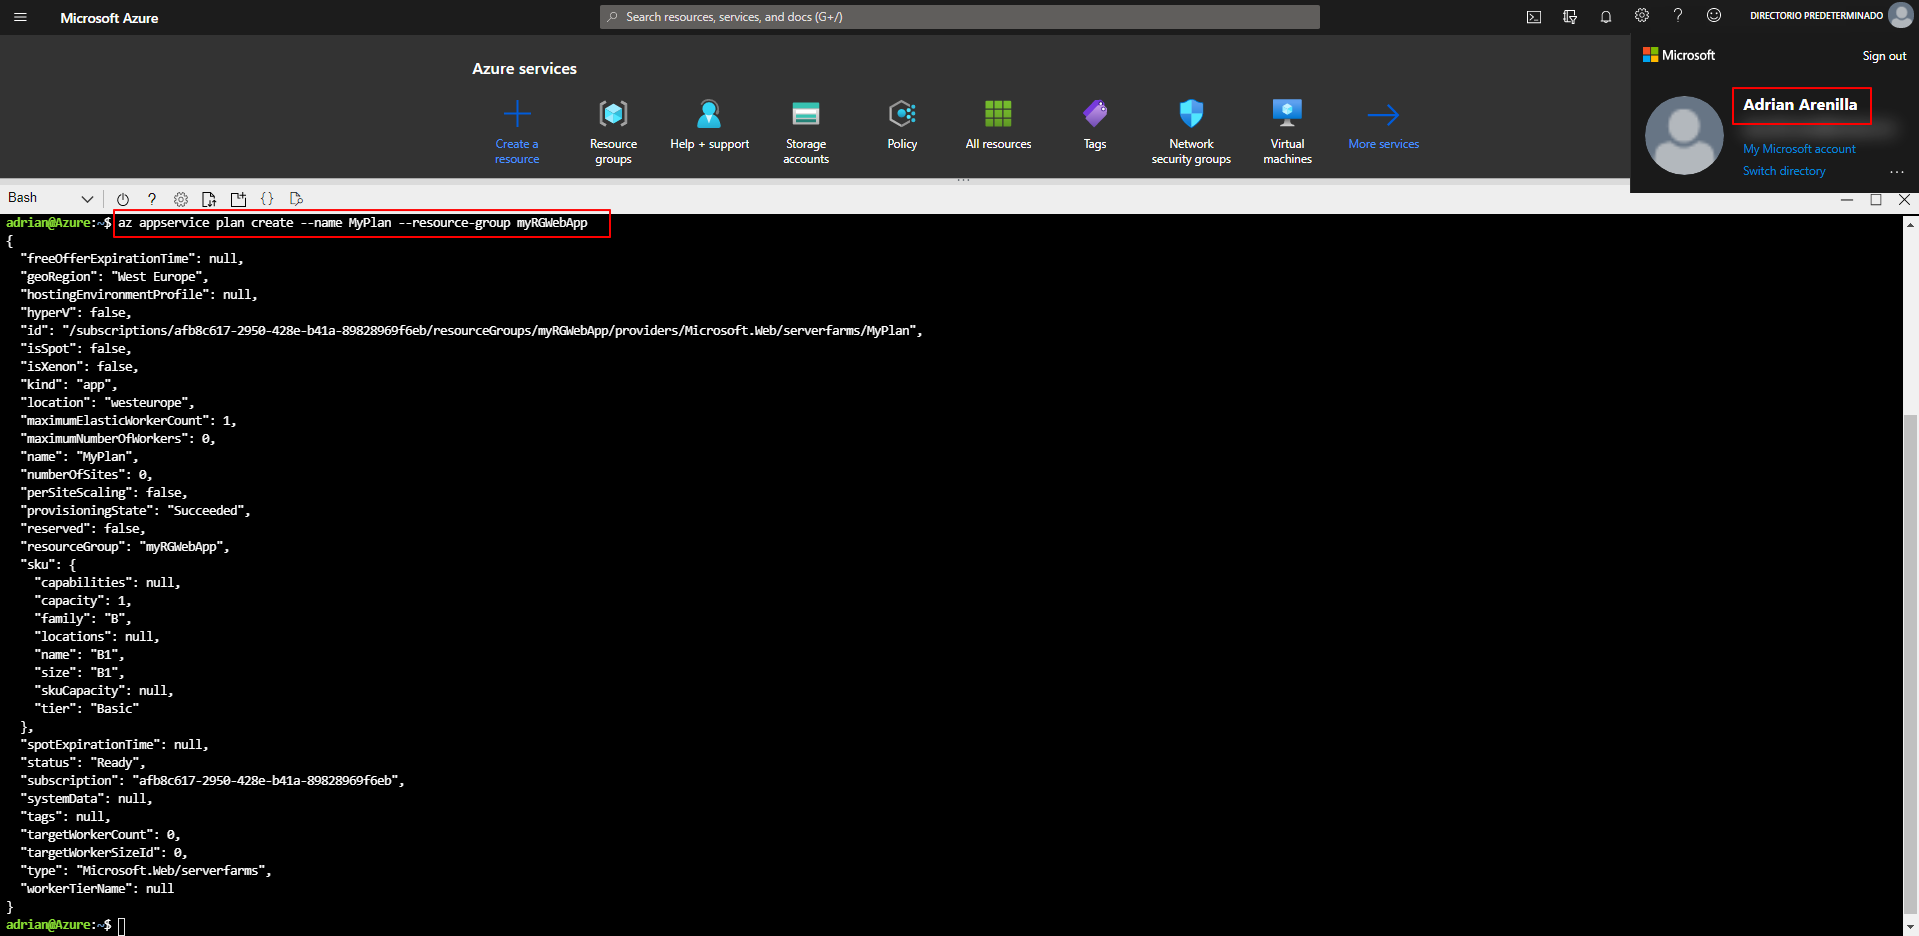 Microsoft Azure
Search resources, services, and docs (G+/)
DIRECTORIO PREDETERMINADO
Microsoft
Sign out
Adrian Arenilla
My Microsoft account
Switch directory
...
Azure services
Create a resource
Resource groups
Help + support
Storage accounts
Policy
All resources
Tags
Network security groups
Virtual machines
More services
Bash
adrian@Azure:~$ az appservice plan create --name MyPlan --resource-group myRGWebApp
{
  "freeOfferExpirationTime": null,
  "geoRegion": "West Europe",
  "hostingEnvironmentProfile": null,
  "hyperV": false,
  "id": "/subscriptions/afb8c617-2950-428e-b41a-89828969f6eb/resourceGroups/myRGWebApp/providers/Microsoft.Web/serverfarms/MyPlan",
  "isSpot": false,
  "isXenon": false,
  "kind": "app",
  "location": "westeurope",
  "maximumElasticWorkerCount": 1,
  "maximumNumberOfWorkers": 0,
  "name": "MyPlan",
  "numberOfSites": 0,
  "perSiteScaling": false,
  "provisioningState": "Succeeded",
  "reserved": false,
  "resourceGroup": "myRGWebApp",
  "sku": {
    "capabilities": null,
    "capacity": 1,
    "family": "B",
    "locations": null,
    "name": "B1",
    "size": "B1",
    "skuCapacity": null,
    "tier": "Basic"
  },
  "spotExpirationTime": null,
  "status": "Ready",
  "subscription": "afb8c617-2950-428e-b41a-89828969f6eb",
  "systemData": null,
  "tags": null,
  "targetWorkerCount": 0,
  "targetWorkerSizeId": 0,
  "type": "Microsoft.Web/serverfarms",
  "workerTierName": null
}
adrian@Azure:~$